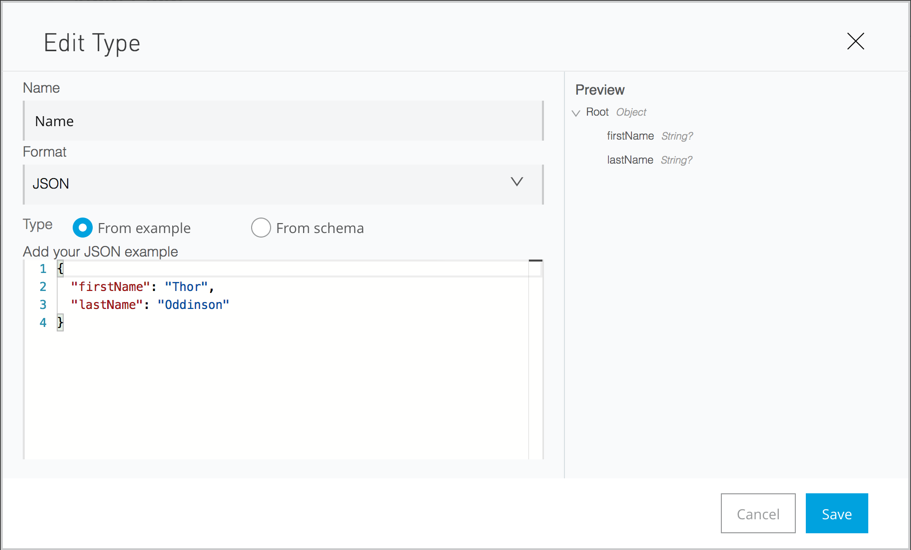 Edit Type
Name
Name
Format
JSON
Type From example From schema
Add your JSON example
1 {
2 "firstName": "Thor",
3 "lastName": "Oddinson"
4 }
Preview
Root Object
firstName String?
lastName String?
Cancel Save